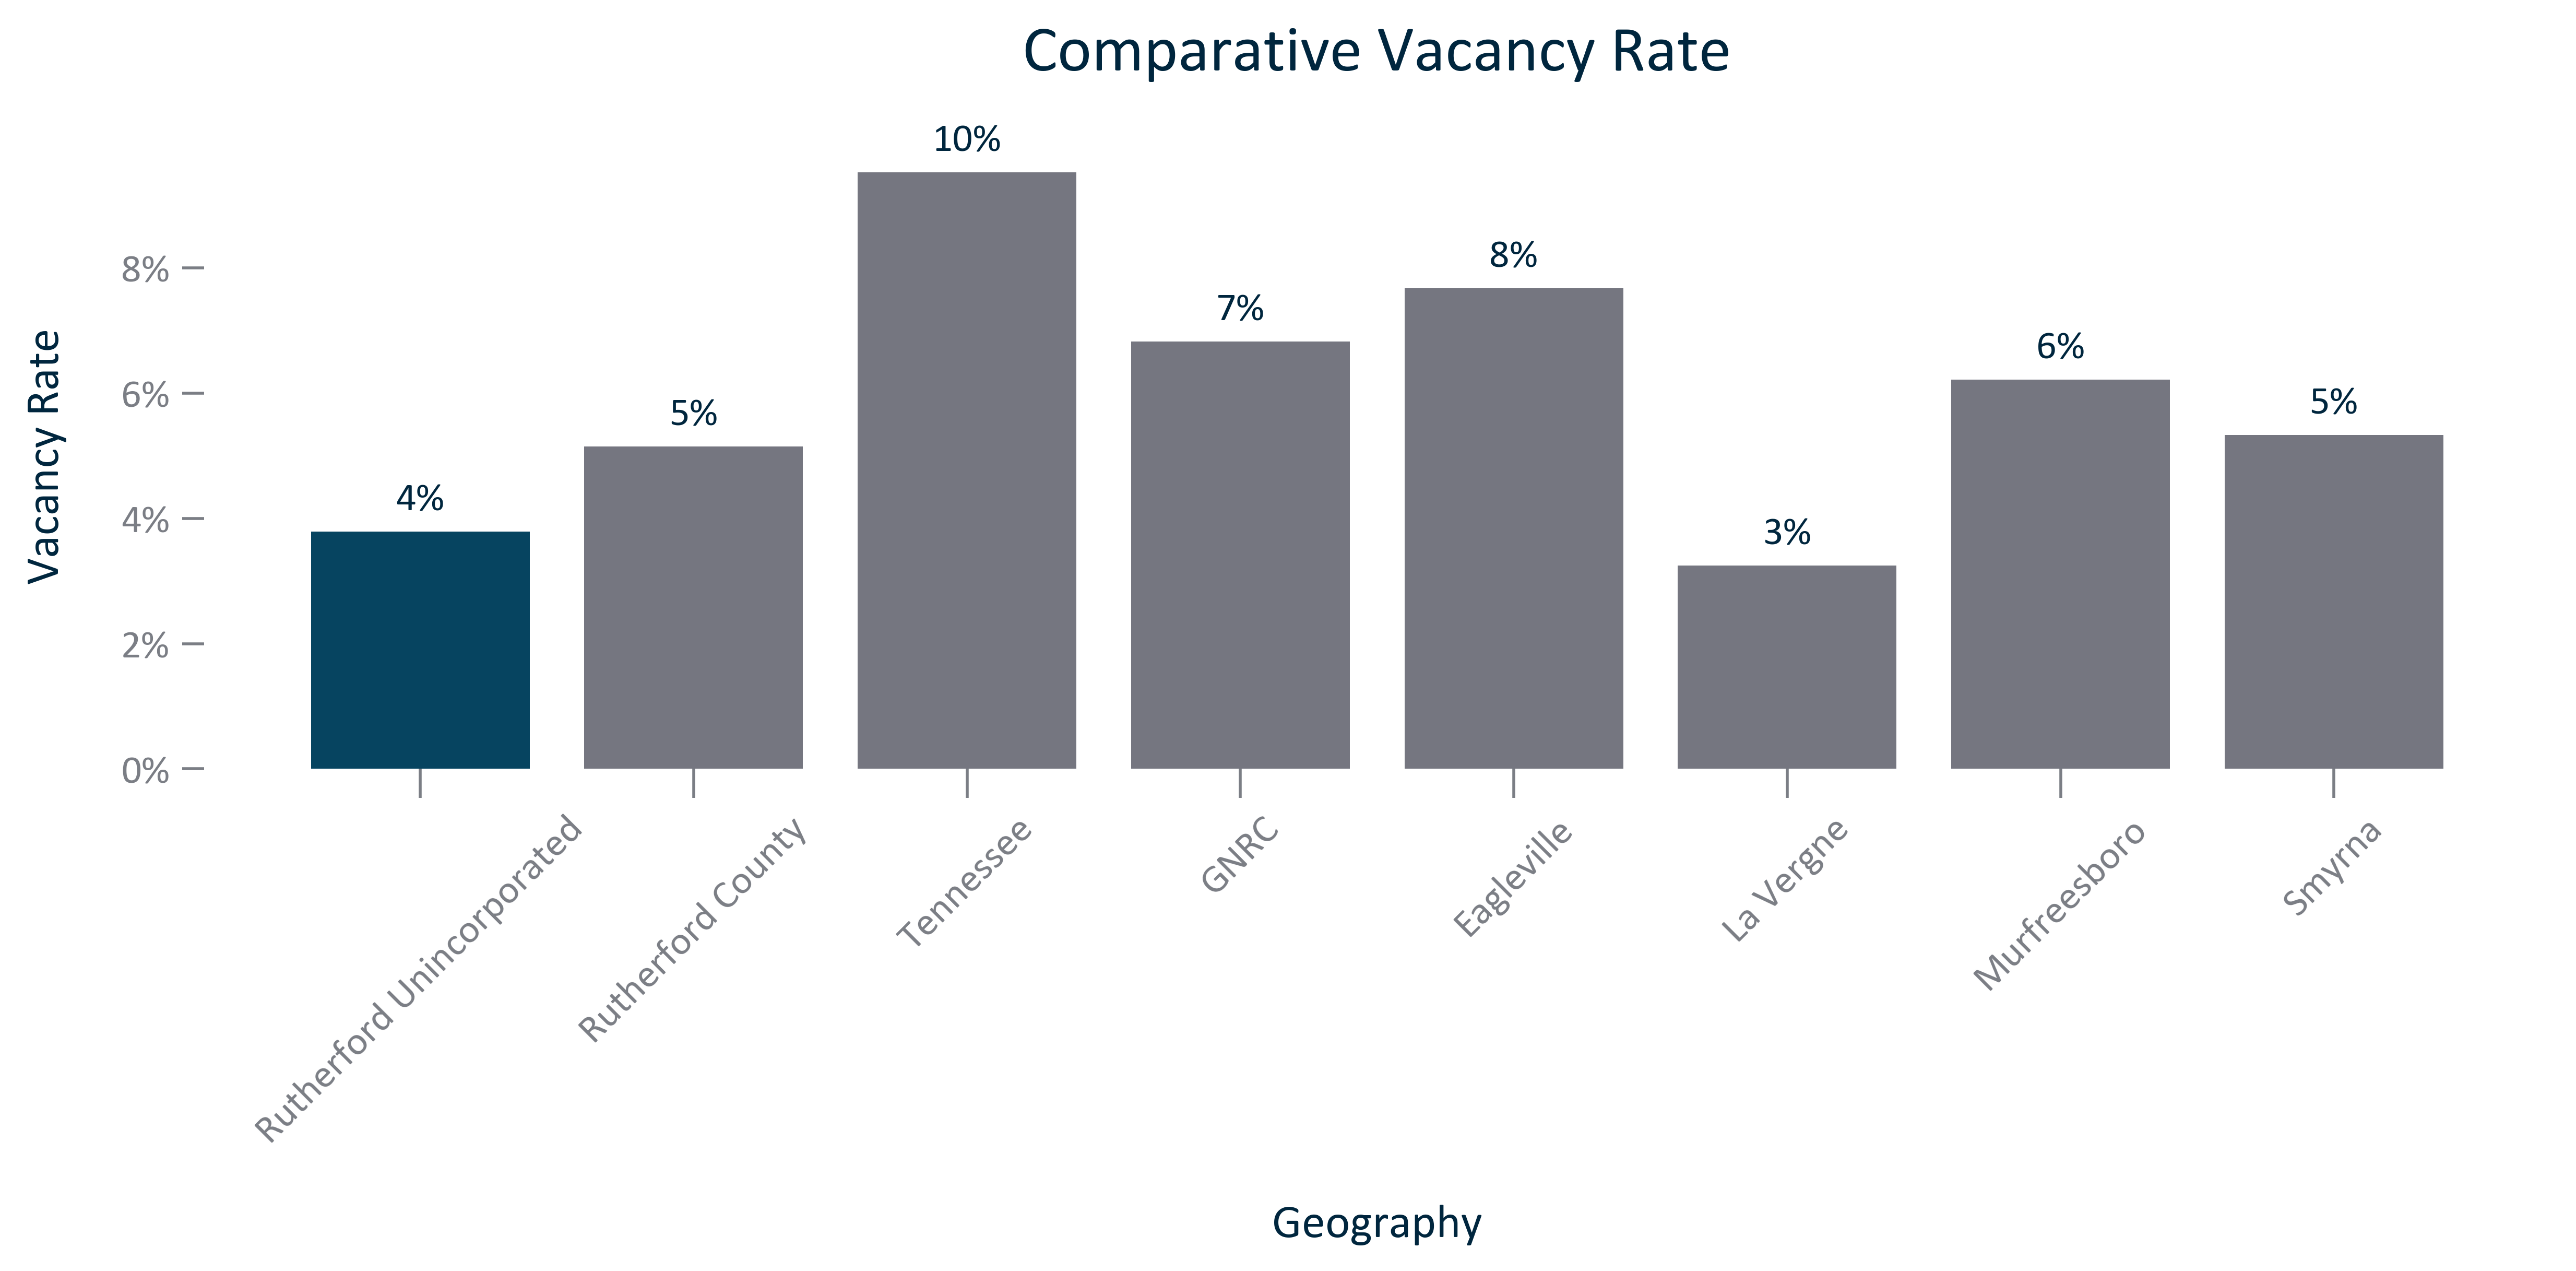 Comparative Vacancy Rate
10%
8%
7%
6%
5%
5%
4%
3%
Vacancy Rate
8%
6%
4%
2%
0%
Rutherford Unincorporated
Rutherford County
Tennessee
GNRC
Eagleville
La Vergne
Murfreesboro
Smyrna
Geography